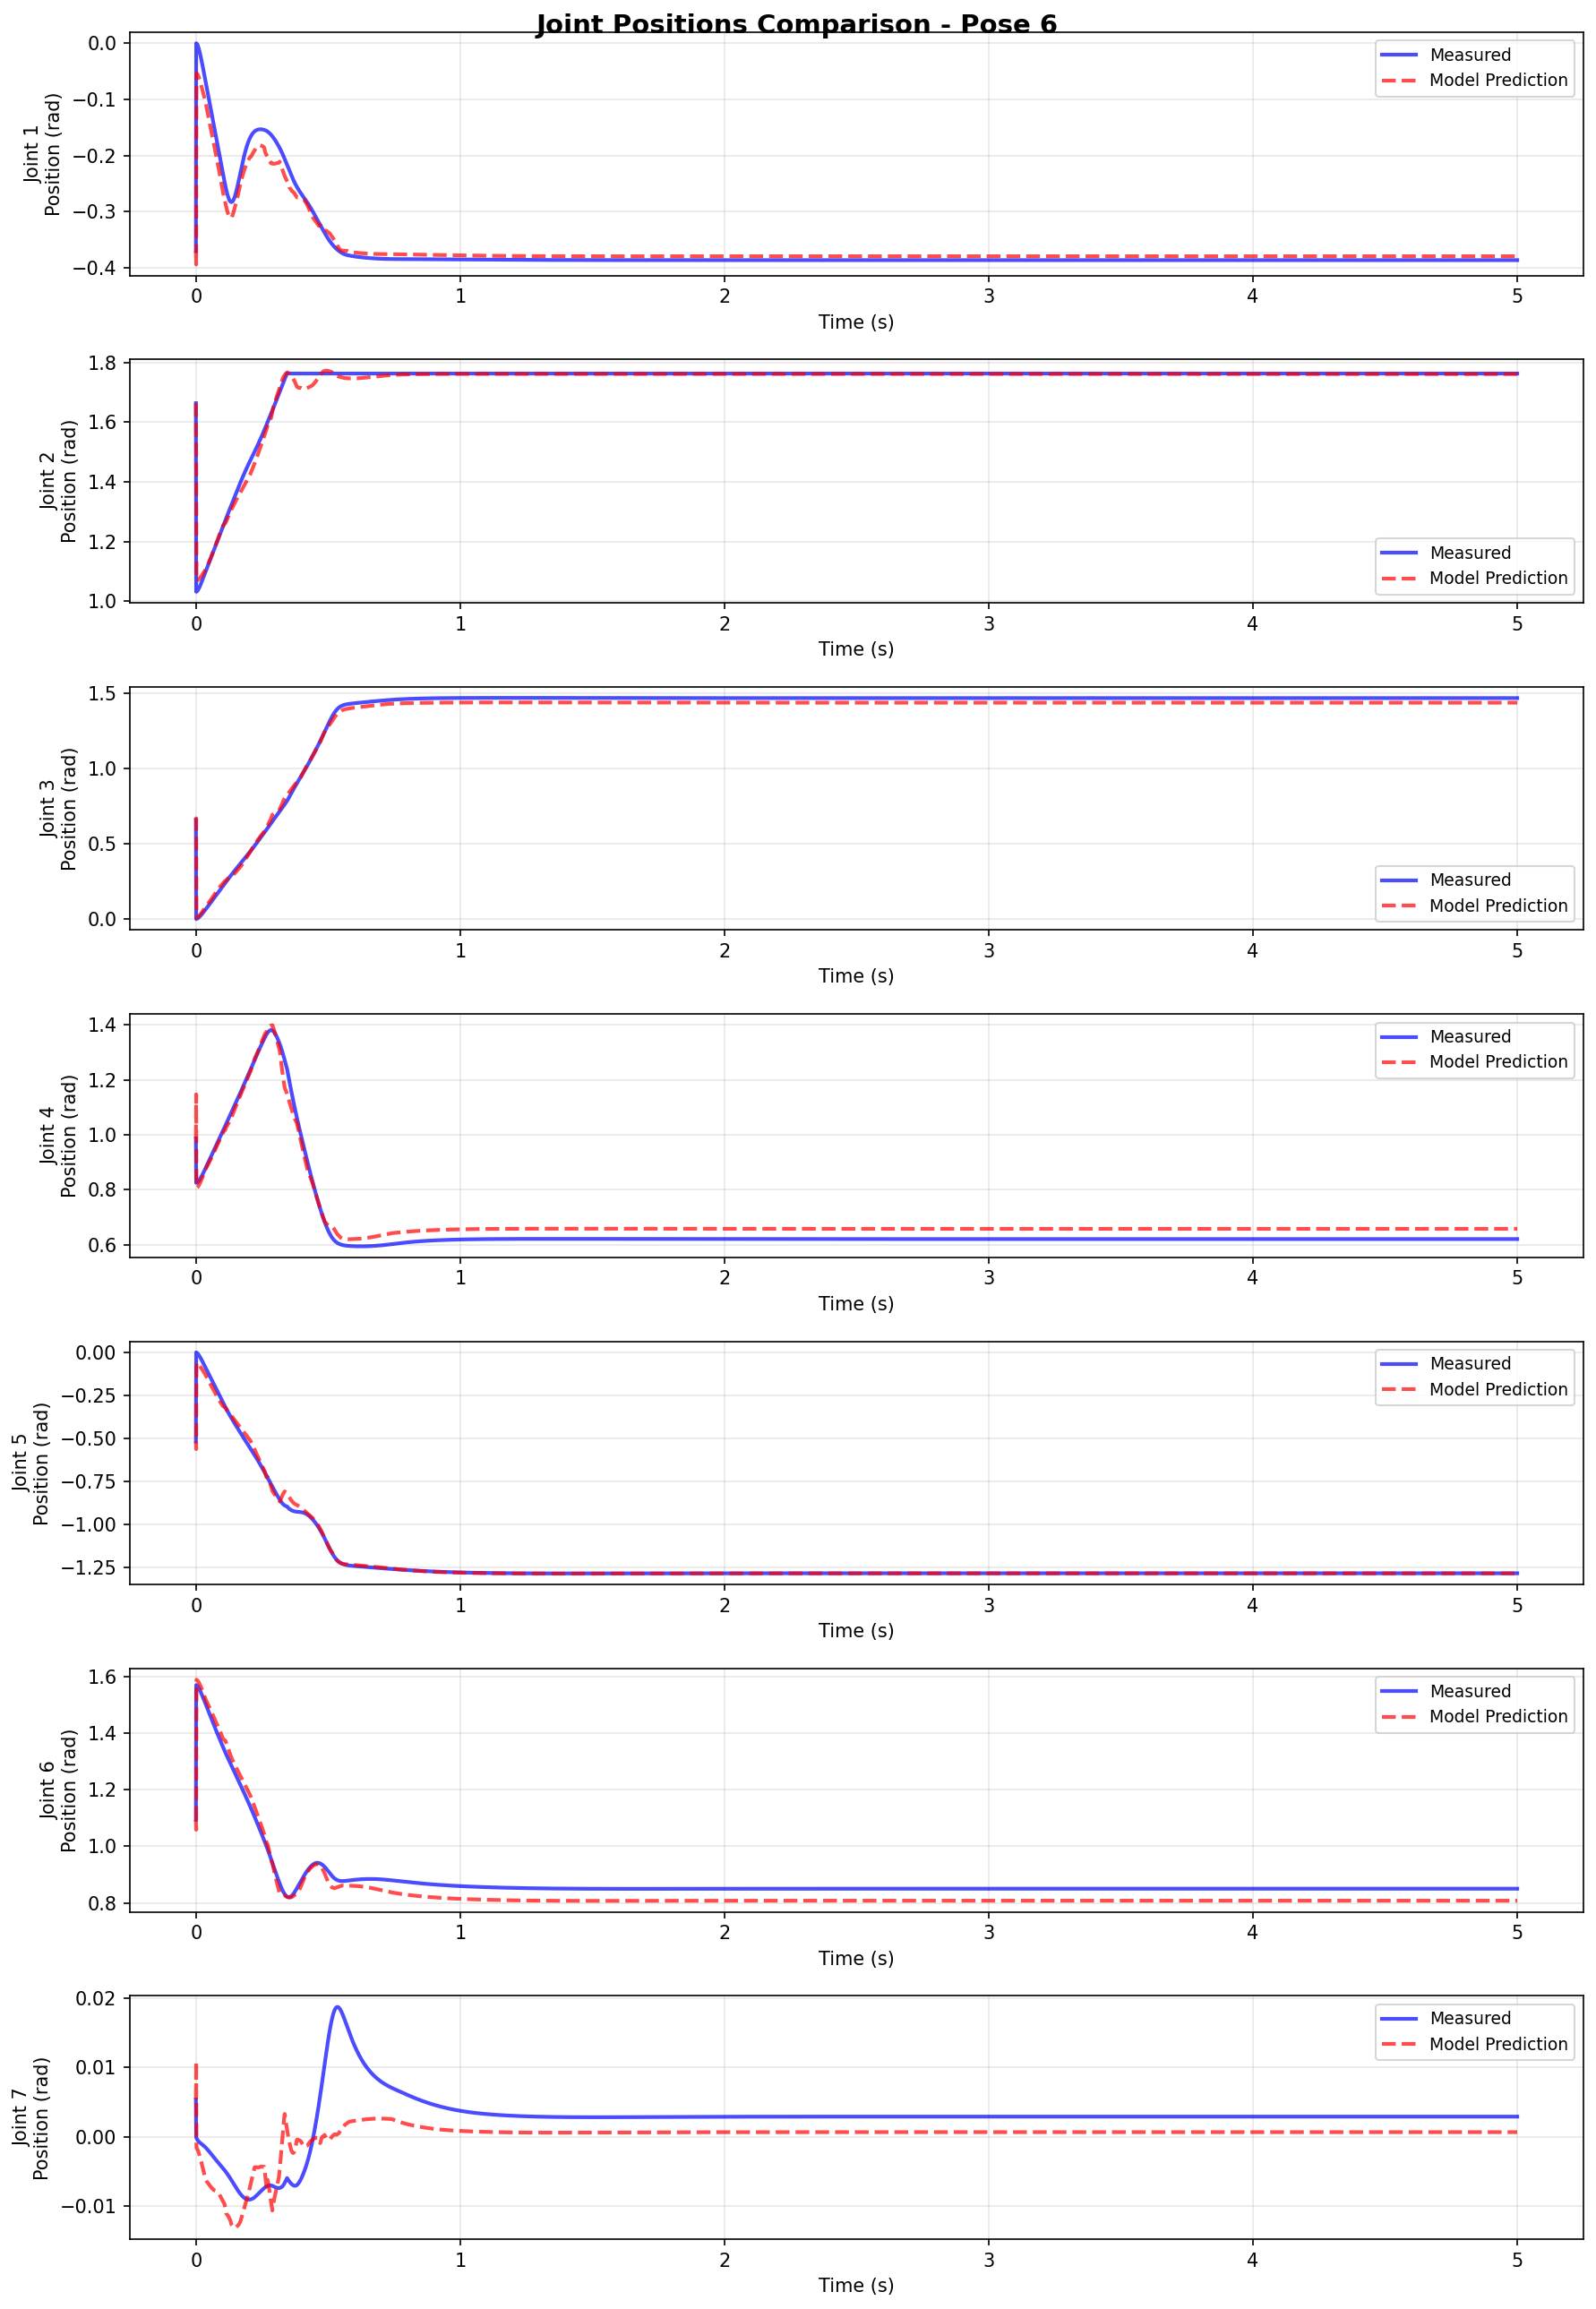 Joint Positions Comparison - Pose 6
Joint 1
Position (rad)
0.0
−0.1
−0.2
−0.3
−0.4
Measured
Model Prediction
0 1 2 3 4 5
Time (s)
Joint 2
Position (rad)
1.8
1.6
1.4
1.2
1.0
Measured
Model Prediction
0 1 2 3 4 5
Time (s)
Joint 3
Position (rad)
1.5
1.0
0.5
0.0
Measured
Model Prediction
0 1 2 3 4 5
Time (s)
Joint 4
Position (rad)
1.4
1.2
1.0
0.8
0.6
Measured
Model Prediction
0 1 2 3 4 5
Time (s)
Joint 5
Position (rad)
0.00
−0.25
−0.50
−0.75
−1.00
−1.25
Measured
Model Prediction
0 1 2 3 4 5
Time (s)
Joint 6
Position (rad)
1.6
1.4
1.2
1.0
0.8
Measured
Model Prediction
0 1 2 3 4 5
Time (s)
Joint 7
Position (rad)
0.02
0.01
0.00
−0.01
Measured
Model Prediction
0 1 2 3 4 5
Time (s)